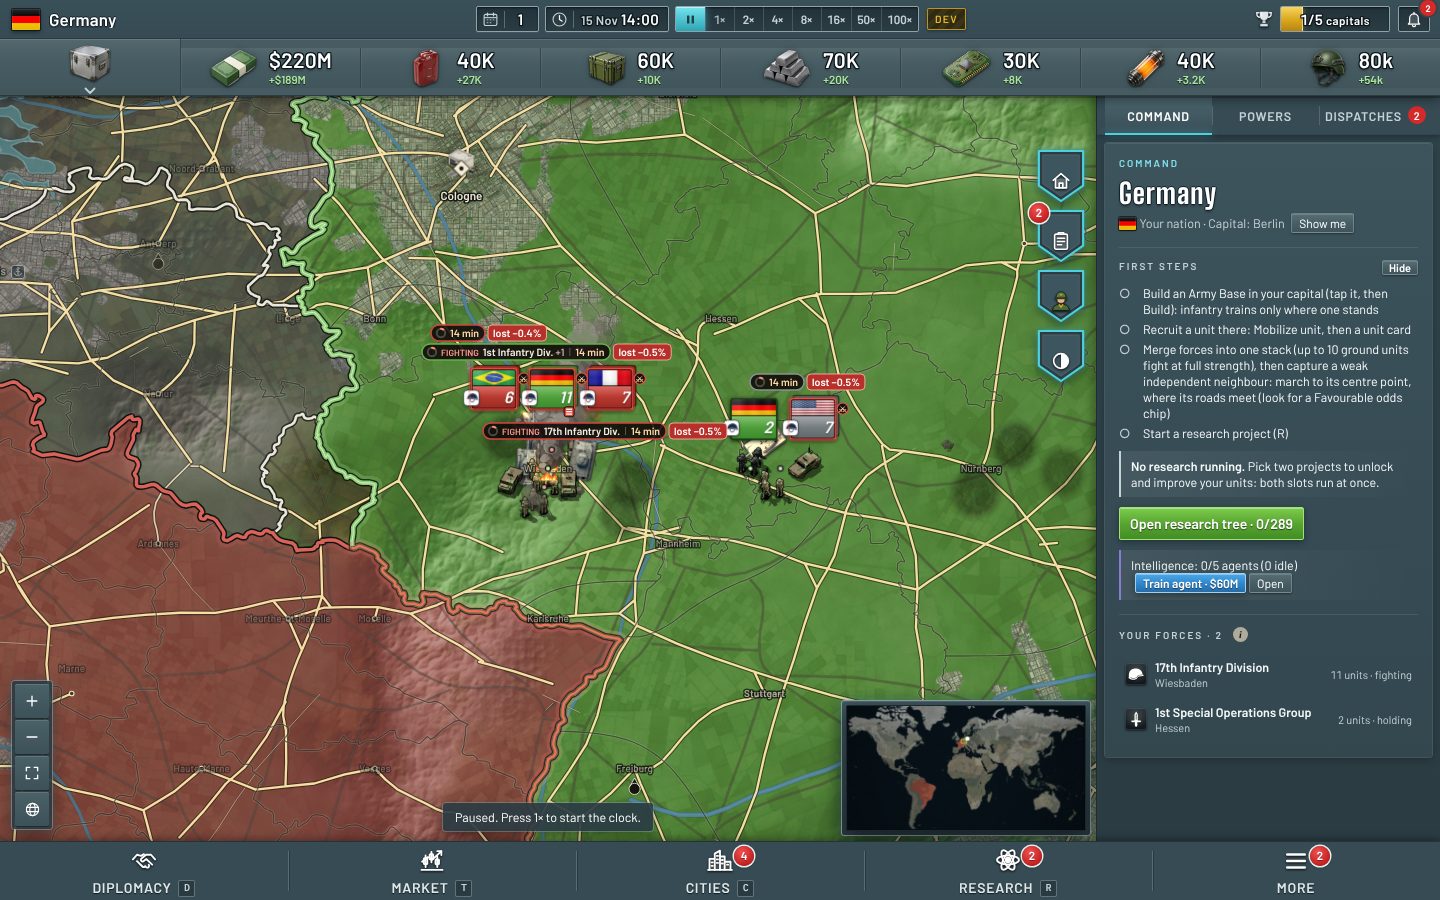 Germany
1
15 Nov 14:00
1×
2×
4×
8×
16×
50×
100×
DEV
1/5 capitals
2
$220M
+$189M
40K
+27K
60K
+10K
70K
+20K
30K
+8K
40K
+3.2K
80k
+54k
COMMAND
POWERS
DISPATCHES 2
COMMAND
Germany
Your nation · Capital: Berlin
Show me
FIRST STEPS
Hide
Build an Army Base in your capital (tap it, then
Build): infantry trains only where one stands
Recruit a unit there: Mobilize unit, then a unit card
Merge forces into one stack (up to 10 ground units
fight at full strength), then capture a weak
independent neighbour: march to its centre point,
where its roads meet (look for a Favourable odds
chip)
Start a research project (R)
No research running. Pick two projects to unlock
and improve your units: both slots run at once.
Open research tree · 0/289
Intelligence: 0/5 agents (0 idle)
Train agent · $60M
Open
YOUR FORCES · 2
17th Infantry Division
Wiesbaden
11 units · fighting
1st Special Operations Group
Hessen
2 units · holding
Noord-Brabant
Cologne
Antwerp
2
Liège
Bonn
Hessen
14 min
lost −0.4%
FIGHTING 1st Infantry Div. +1 14 min
lost −0.5%
6
11
7
14 min
lost −0.5%
2
7
FIGHTING 17th Infantry Div. 14 min
lost −0.5%
Namur
Nürnberg
Ardennes
Mannheim
Meurthe-et-Moselle
Moselle
Karlsruhe
Marne
Stuttgart
Haute-Marne
Vosges
Freiburg
Paused. Press 1× to start the clock.
DIPLOMACY D
MARKET T
4
CITIES C
2
RESEARCH R
2
MORE